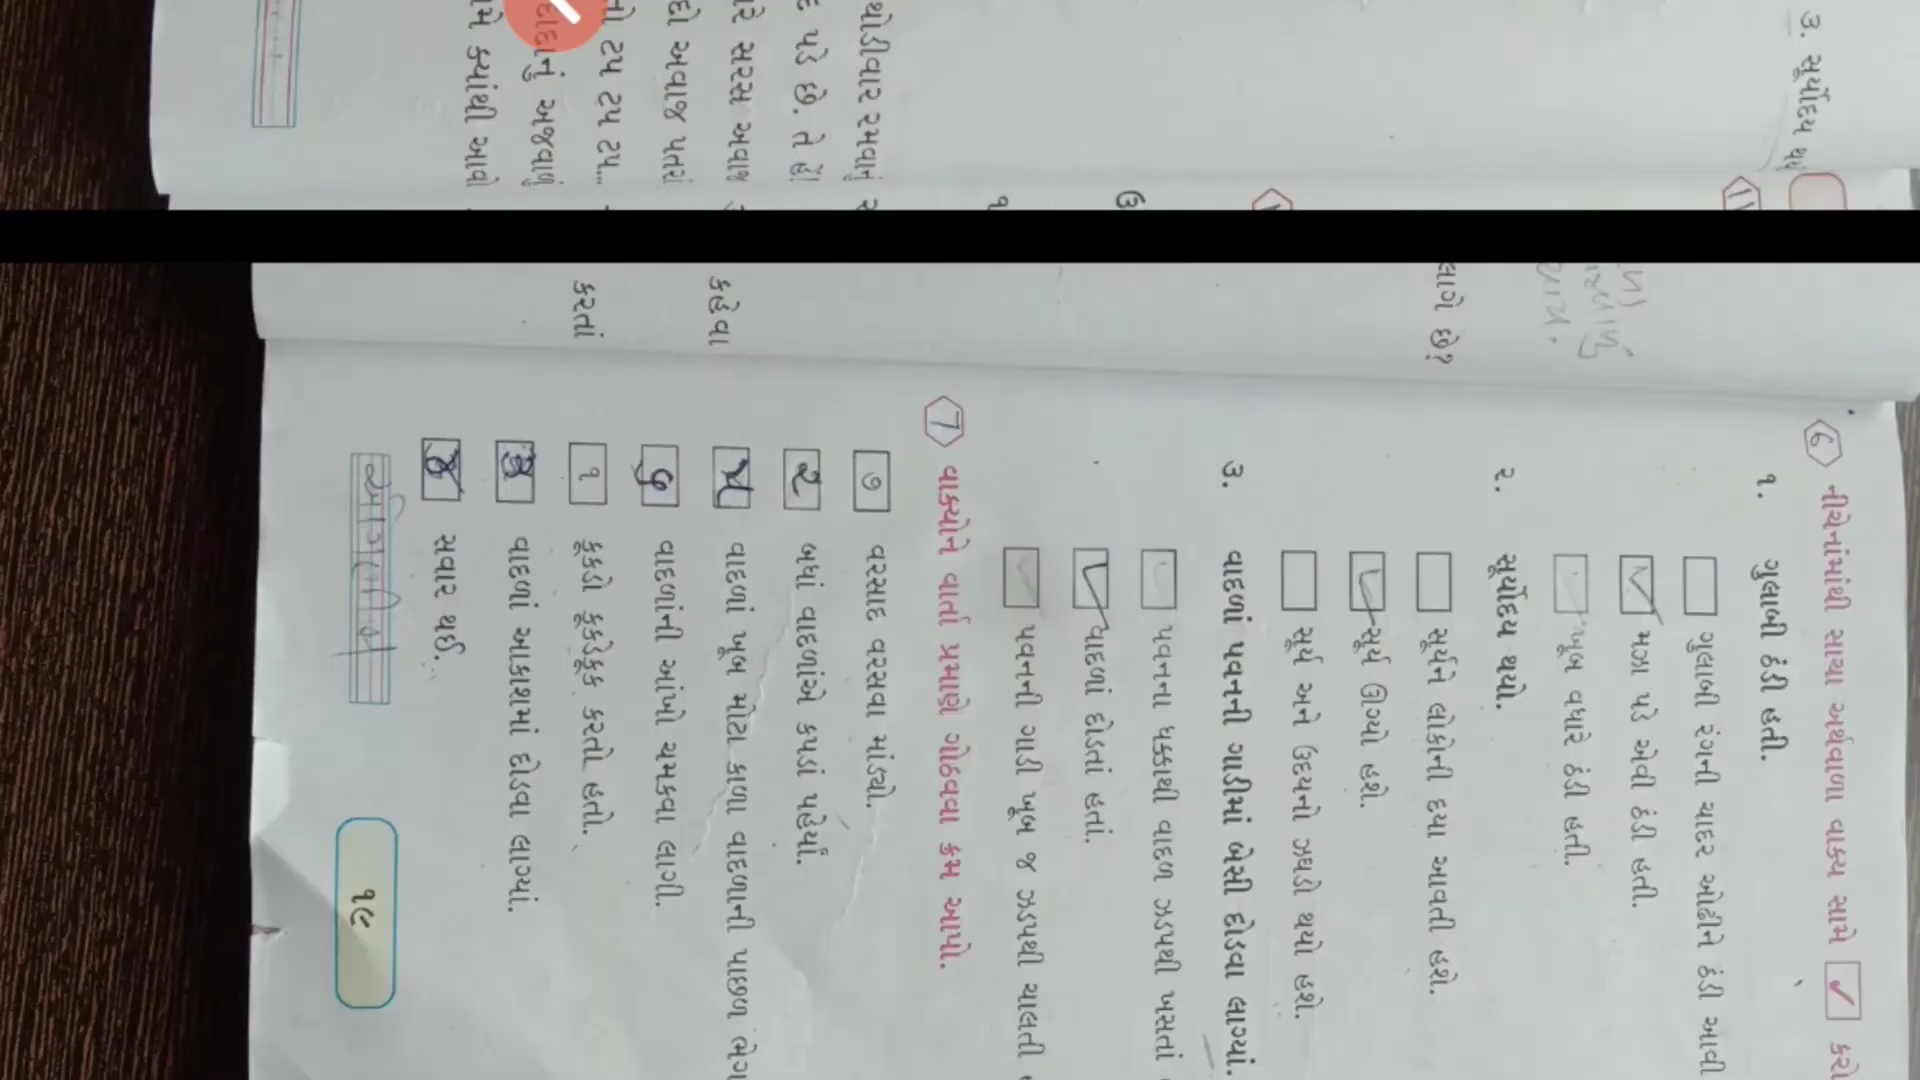 ૩. સૂર્યોદય થ
થોડીવાર રમવાનું
પડે છે. તે
રે સરસ અવાજ
દો અવાજ પતરાં
નો ટપ ટપ ટપ...
દાદાનું અજવાળું
મે ક્યાંથી આવો
લાગે છે?
કહેવા
કરતાં
6 નીચેનાંમાંથી સાચા અર્થવાળા વાક્ય સામે ✓ કરો
૧. ગુલાબી ઠંડી હતી.
ગુલાબી રંગની ચાદર ઓઢીને ઠંડી આવી
મઝા પડે એવી ઠંડી હતી.
ખૂબ વધારે ઠંડી હતી.
૨. સૂર્યોદય થયો.
સૂર્યને લોકોની દયા આવતી હશે.
સૂર્ય ઊગ્યો હશે.
સૂર્ય અને ઉદયનો ઝઘડો થયો હશે.
૩. વાદળાં પવનની ગાડીમાં બેસી દોડવા લાગ્યાં.
પવનના ધક્કાથી વાદળ ઝડપથી ખસતાં
વાદળાં દોડતાં હતાં.
પવનની ગાડી ખૂબ જ ઝડપથી ચાલતી
7 વાક્યોને વાર્તા પ્રમાણે ગોઠવવા ક્રમ આપો.
૭ વરસાદ વરસવા માંડ્યો.
૨ બધાં વાદળાંએ કપડાં પહેર્યાં.
૫ વાદળાં ખૂબ મોટા કાળા વાદળાની પાછળ
વાદળાંની આંખો ચમકવા લાગી.
૧ કૂકડો કૂકડેકૂક કરતો હતો.
૩ વાદળાં આકાશમાં દોડવા લાગ્યાં.
૪ સવાર થઈ.
૧૯